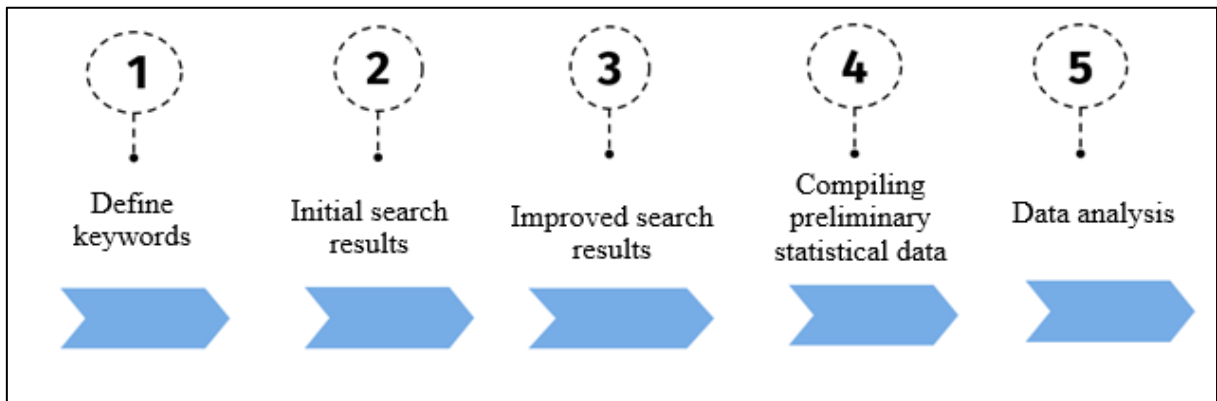 1
Define
keywords
2
Initial search
results
3
Improved search
results
4
Compiling
preliminary
statistical data
5
Data analysis